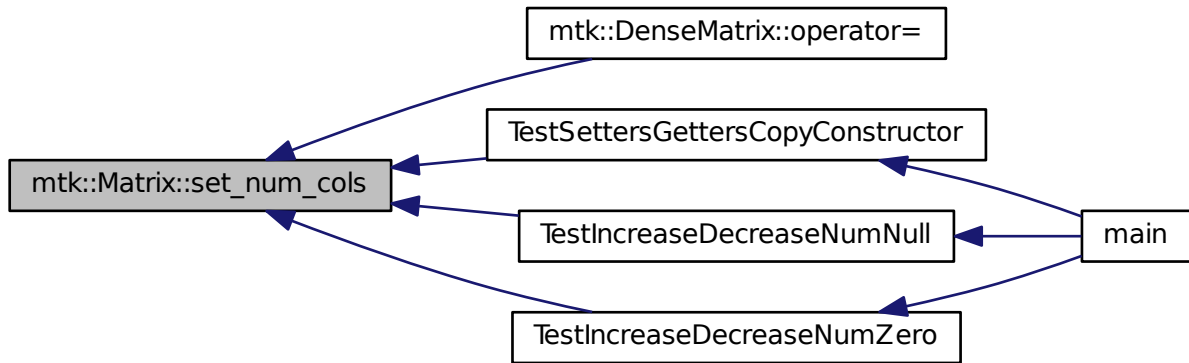 mtk::DenseMatrix::operator=
TestSettersGettersCopyConstructor
mtk::Matrix::set_num_cols
TestIncreaseDecreaseNumNull
main
TestIncreaseDecreaseNumZero